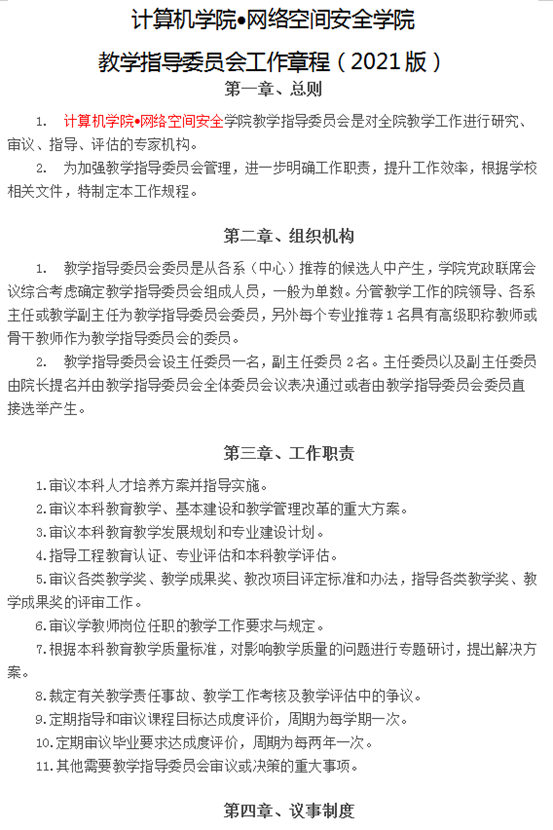 计算机学院•网络空间安全学院
教学指导委员会工作章程（2021 版）
第一章、总则
1. 计算机学院•网络空间安全学院教学指导委员会是对全院教学工作进行研究、
审议、指导、评估的专家机构。
2. 为加强教学指导委员会管理，进一步明确工作职责，提升工作效率，根据学校
相关文件，特制定本工作规程。
第二章、组织机构
1. 教学指导委员会委员是从各系（中心）推荐的候选人中产生，学院党政联席会
议综合考虑确定教学指导委员会组成人员，一般为单数。分管教学工作的院领导、各系
主任或教学副主任为教学指导委员会委员，另外每个专业推荐 1 名具有高级职称教师或
骨干教师作为教学指导委员会的委员。
2. 教学指导委员会设主任委员一名，副主任委员 2 名。主任委员以及副主任委员
由院长提名并由教学指导委员会全体委员会议表决通过或者由教学指导委员会委员直
接选举产生。
第三章、工作职责
1.审议本科人才培养方案并指导实施。
2.审议本科教育教学、基本建设和教学管理改革的重大方案。
3.审议本科教育教学发展规划和专业建设计划。
4.指导工程教育认证、专业评估和本科教学评估。
5.审议各类教学奖、教学成果奖、教改项目评定标准和办法，指导各类教学奖、教
学成果奖的评审工作。
6.审议学教师岗位任职的教学工作要求与规定。
7.根据本科教育教学质量标准，对影响教学质量的问题进行专题研讨，提出解决方
案。
8.裁定有关教学责任事故、教学工作考核及教学评估中的争议。
9.定期指导和审议课程目标达成度评价，周期为每学期一次。
10.定期审议毕业要求达成度评价，周期为每两年一次。
11.其他需要教学指导委员会审议或决策的重大事项。
第四章、议事制度